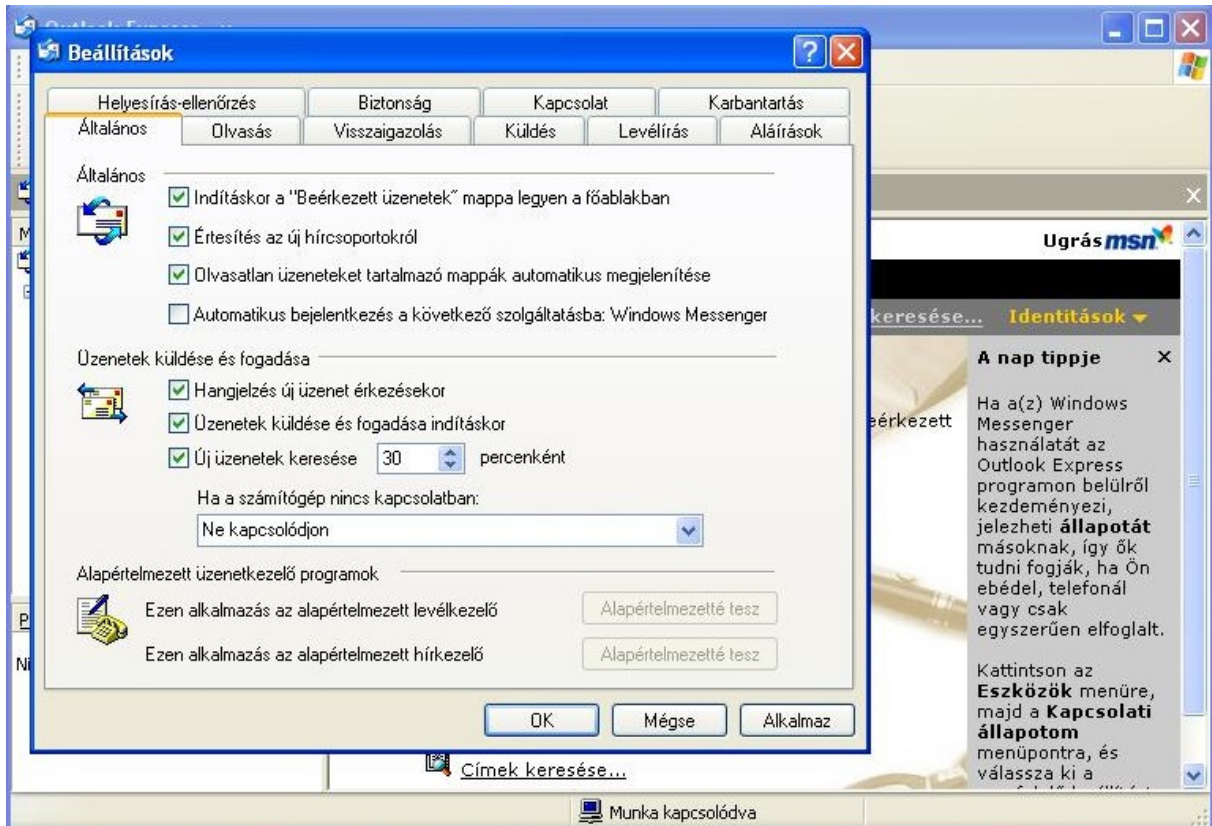 Outlook Express
Beállítások
Helyesírás-ellenőrzés Biztonság Kapcsolat Karbantartás
Általános Olvasás Visszaigazolás Küldés Levélírás Aláírások
Általános
Indításkor a "Beérkezett üzenetek" mappa legyen a főablakban
Értesítés az új hírcsoportokról
Olvasatlan üzeneteket tartalmazó mappák automatikus megjelenítése
Automatikus bejelentkezés a következő szolgáltatásba: Windows Messenger
Üzenetek küldése és fogadása
Hangjelzés új üzenet érkezésekor
Üzenetek küldése és fogadása indításkor
Új üzenetek keresése 30 percenként
Ha a számítógép nincs kapcsolatban:
Ne kapcsolódjon
Alapértelmezett üzenetkezelő programok
Ezen alkalmazás az alapértelmezett levélkezelő Alapértelmezetté tesz
Ezen alkalmazás az alapértelmezett hírkezelő Alapértelmezetté tesz
OK Mégse Alkalmaz
Ugrás msn
keresése... Identitások
eérkezett
A nap tippje
Ha a(z) Windows
Messenger
használatát az
Outlook Express
programon belülről
kezdeményezi,
jelezheti állapotát
másoknak, így ők
tudni fogják, ha Ön
ebédel, telefonál
vagy csak
egyszerűen elfoglalt.
Kattintson az
Eszközök menüre,
majd a Kapcsolati
állapotom
menüpontra, és
válassza ki a
Címek keresése...
Munka kapcsolódva